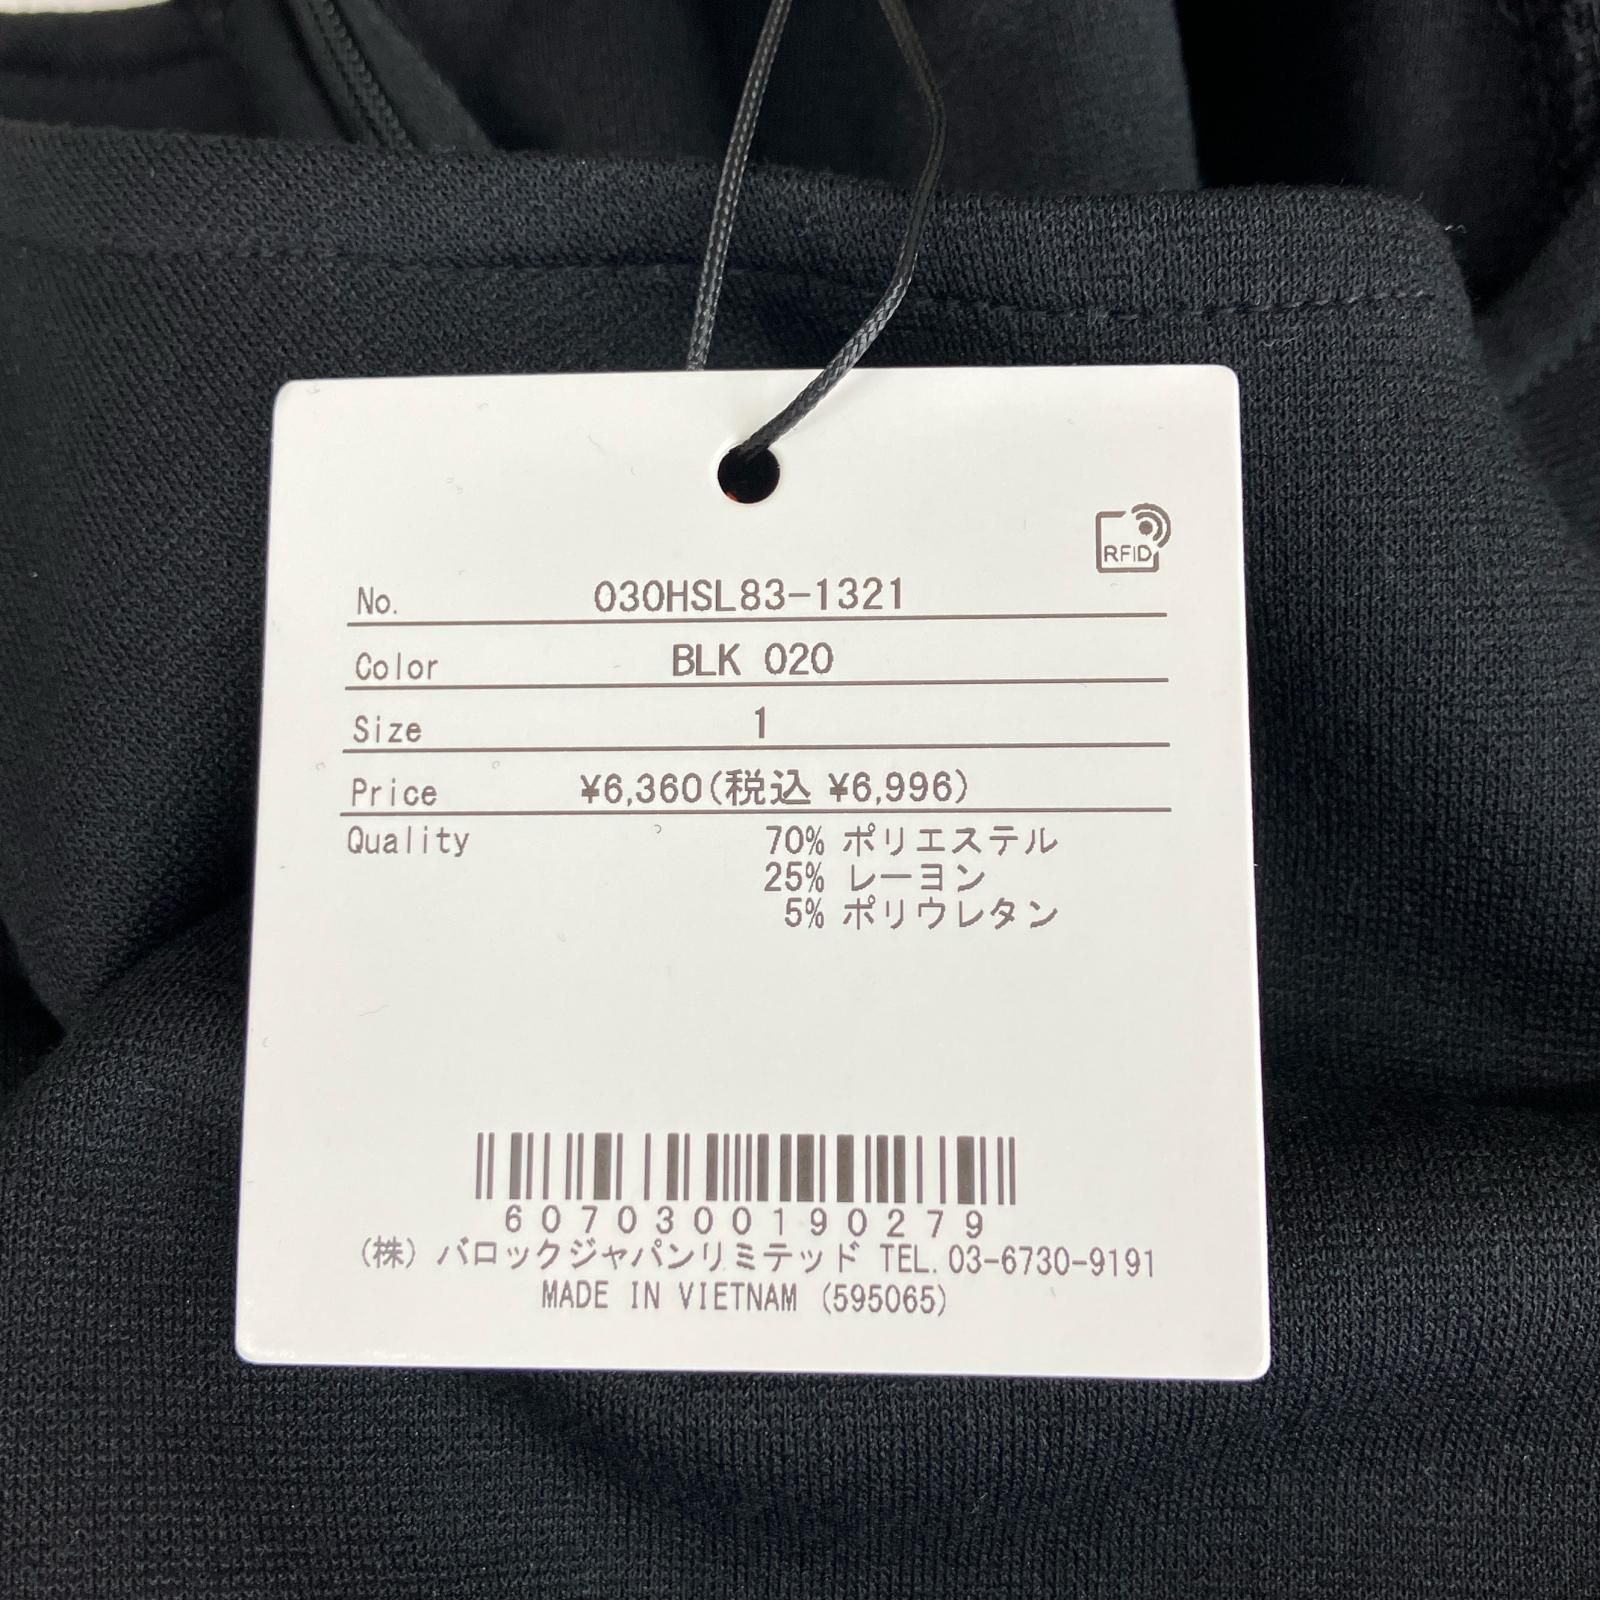 RFID
No. 030HSL83-1321
Color BLK 020
Size 1
Price ¥6,360(税込 ¥6,996)
Quality 70% ポリエステル
25% レーヨン
5% ポリウレタン
6070300190279
(株) バロックジャパンリミテッド TEL. 03-6730-9191
MADE IN VIETNAM (595065)